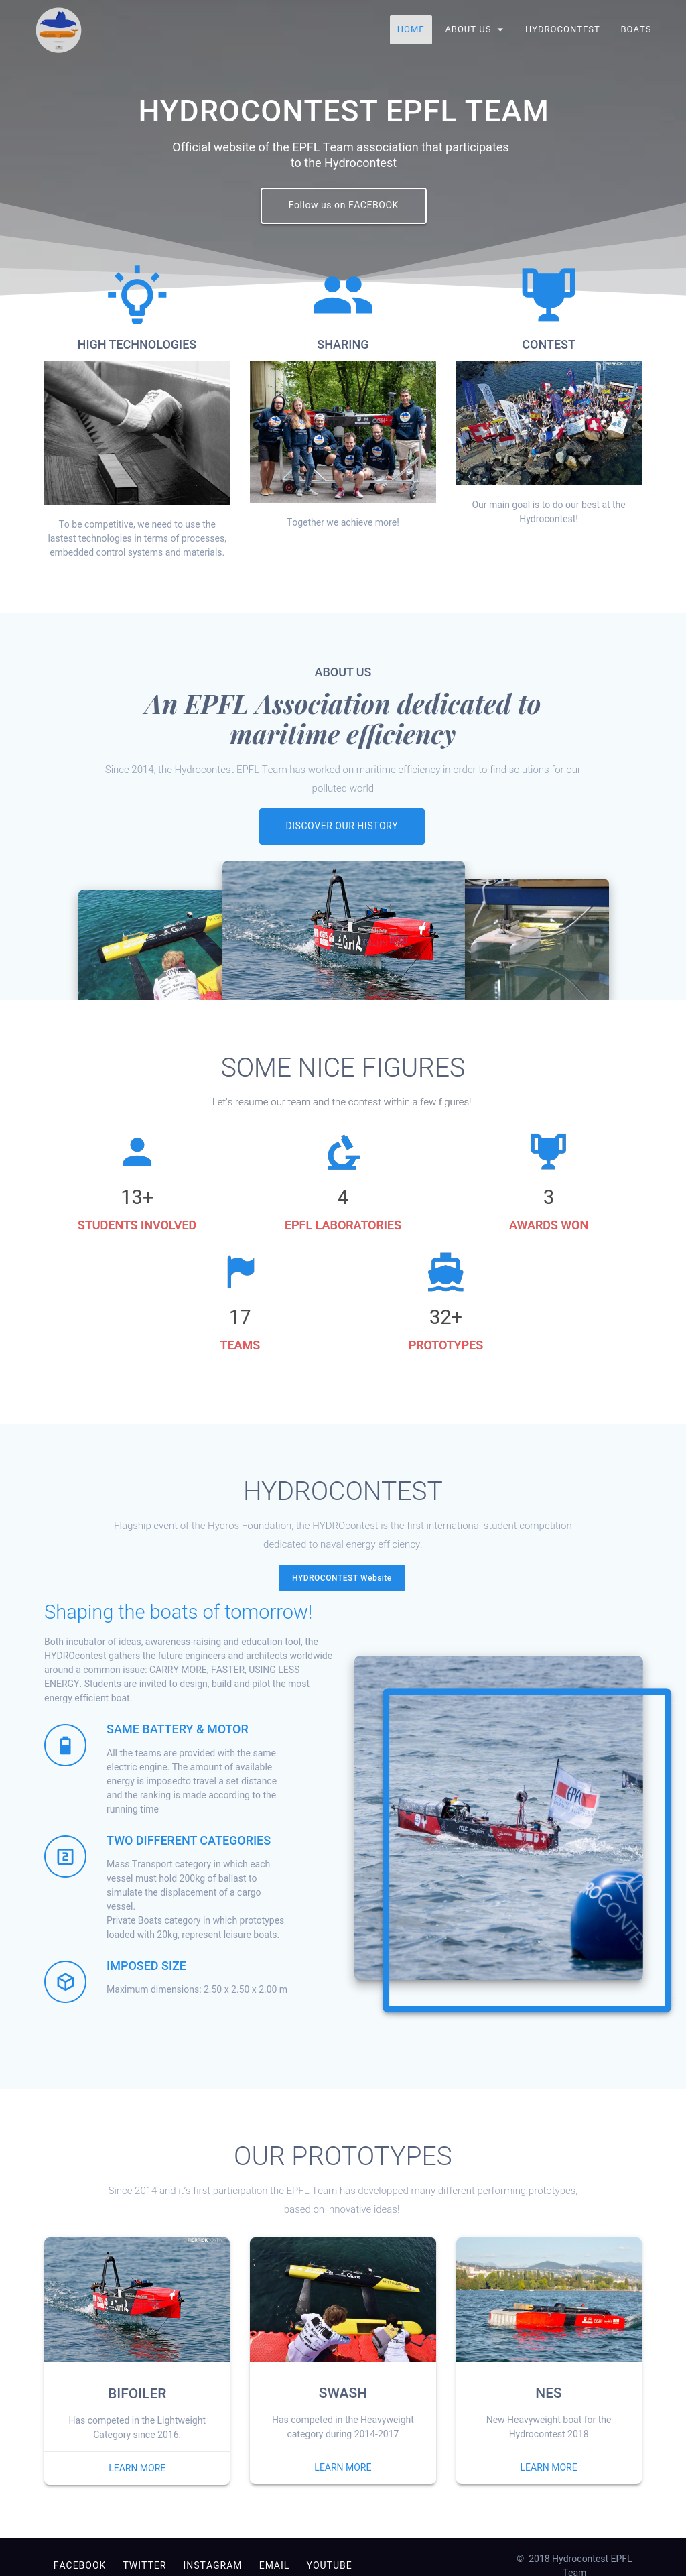 HOME
ABOUT US
HYDROCONTEST
BOATS
HYDROCONTEST EPFL TEAM
Official website of the EPFL Team association that participates
to the Hydrocontest
Follow us on FACEBOOK
HIGH TECHNOLOGIES
To be competitive, we need to use the
lastest technologies in terms of processes,
embedded control systems and materials.
SHARING
Together we achieve more!
CONTEST
Our main goal is to do our best at the
Hydrocontest!
ABOUT US
An EPFL Association dedicated to
maritime efficiency
Since 2014, the Hydrocontest EPFL Team has worked on maritime efficiency in order to find solutions for our
polluted world
DISCOVER OUR HISTORY
Gurit
SOME NICE FIGURES
Let's resume our team and the contest within a few figures!
13+
STUDENTS INVOLVED
4
EPFL LABORATORIES
3
AWARDS WON
17
TEAMS
32+
PROTOTYPES
HYDROCONTEST
Flagship event of the Hydros Foundation, the HYDROcontest is the first international student competition
dedicated to naval energy efficiency.
HYDROCONTEST Website
Shaping the boats of tomorrow!
Both incubator of ideas, awareness-raising and education tool, the
HYDROcontest gathers the future engineers and architects worldwide
around a common issue: CARRY MORE, FASTER, USING LESS
ENERGY. Students are invited to design, build and pilot the most
energy efficient boat.
SAME BATTERY & MOTOR
All the teams are provided with the same
electric engine. The amount of available
energy is imposedto travel a set distance
and the ranking is made according to the
running time
TWO DIFFERENT CATEGORIES
Mass Transport category in which each
vessel must hold 200kg of ballast to
simulate the displacement of a cargo
vessel.
Private Boats category in which prototypes
loaded with 20kg, represent leisure boats.
IMPOSED SIZE
Maximum dimensions: 2.50 x 2.50 x 2.00 m
EPFL
ROCONTEST
OUR PROTOTYPES
Since 2014 and it's first participation the EPFL Team has developped many different performing prototypes,
based on innovative ideas!
BIFOILER
Has competed in the Lightweight
Category since 2016.
LEARN MORE
SWASH
Has competed in the Heavyweight
category during 2014-2017
LEARN MORE
NES
New Heavyweight boat for the
Hydrocontest 2018
LEARN MORE
FACEBOOK
TWITTER
INSTAGRAM
EMAIL
YOUTUBE
© 2018 Hydrocontest EPFL
Team